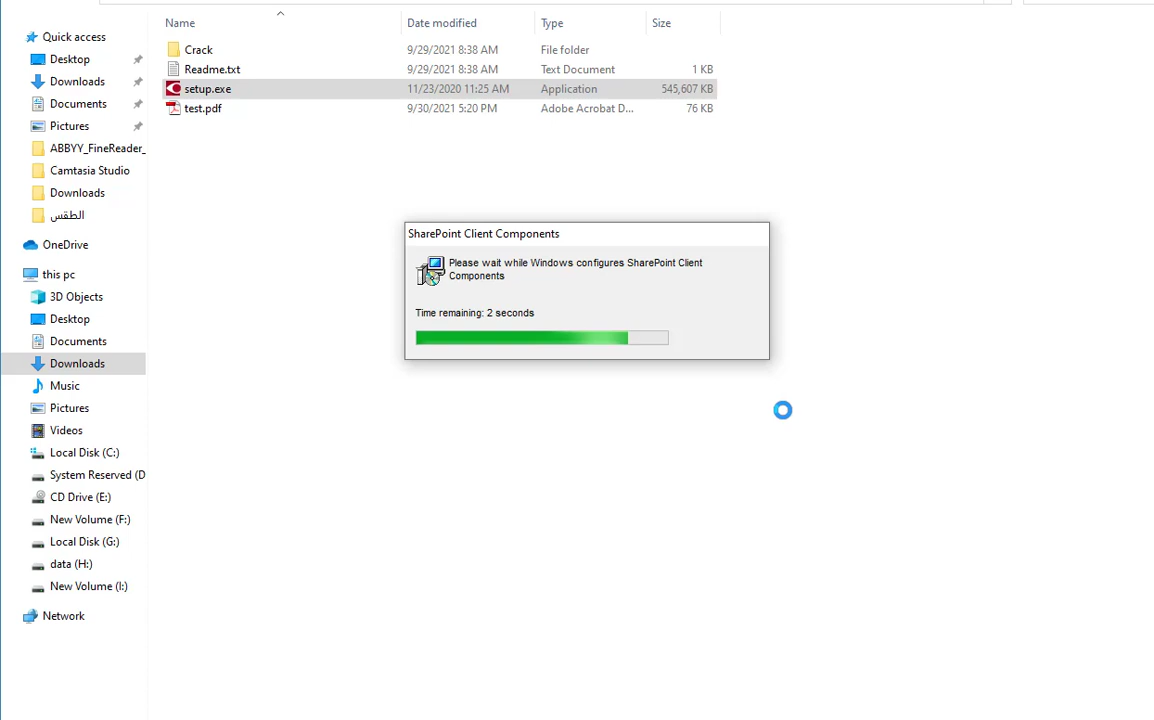 Name	Date modified	Type	Size
Quick access
Desktop
Downloads
Documents
Pictures
ABBYY_FineReader_
Camtasia Studio
Downloads
الطقس
OneDrive
this pc
3D Objects
Desktop
Documents
Downloads
Music
Pictures
Videos
Local Disk (C:)
System Reserved (D
CD Drive (E:)
New Volume (F:)
Local Disk (G:)
data (H:)
New Volume (I:)
Network
Crack	9/29/2021 8:38 AM	File folder
Readme.txt	9/29/2021 8:38 AM	Text Document	1 KB
setup.exe	11/23/2020 11:25 AM	Application	545,607 KB
test.pdf	9/30/2021 5:20 PM	Adobe Acrobat D...	76 KB
SharePoint Client Components
Please wait while Windows configures SharePoint Client
Components
Time remaining: 2 seconds